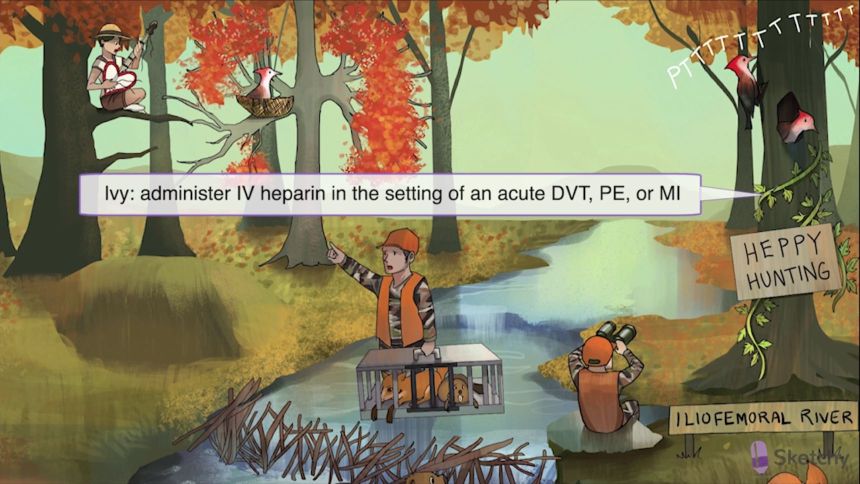 PTTTTTTTTTTT
Ivy: administer IV heparin in the setting of an acute DVT, PE, or MI
HEPPY
HUNTING
ILIOFEMORAL RIVER
Sketchy